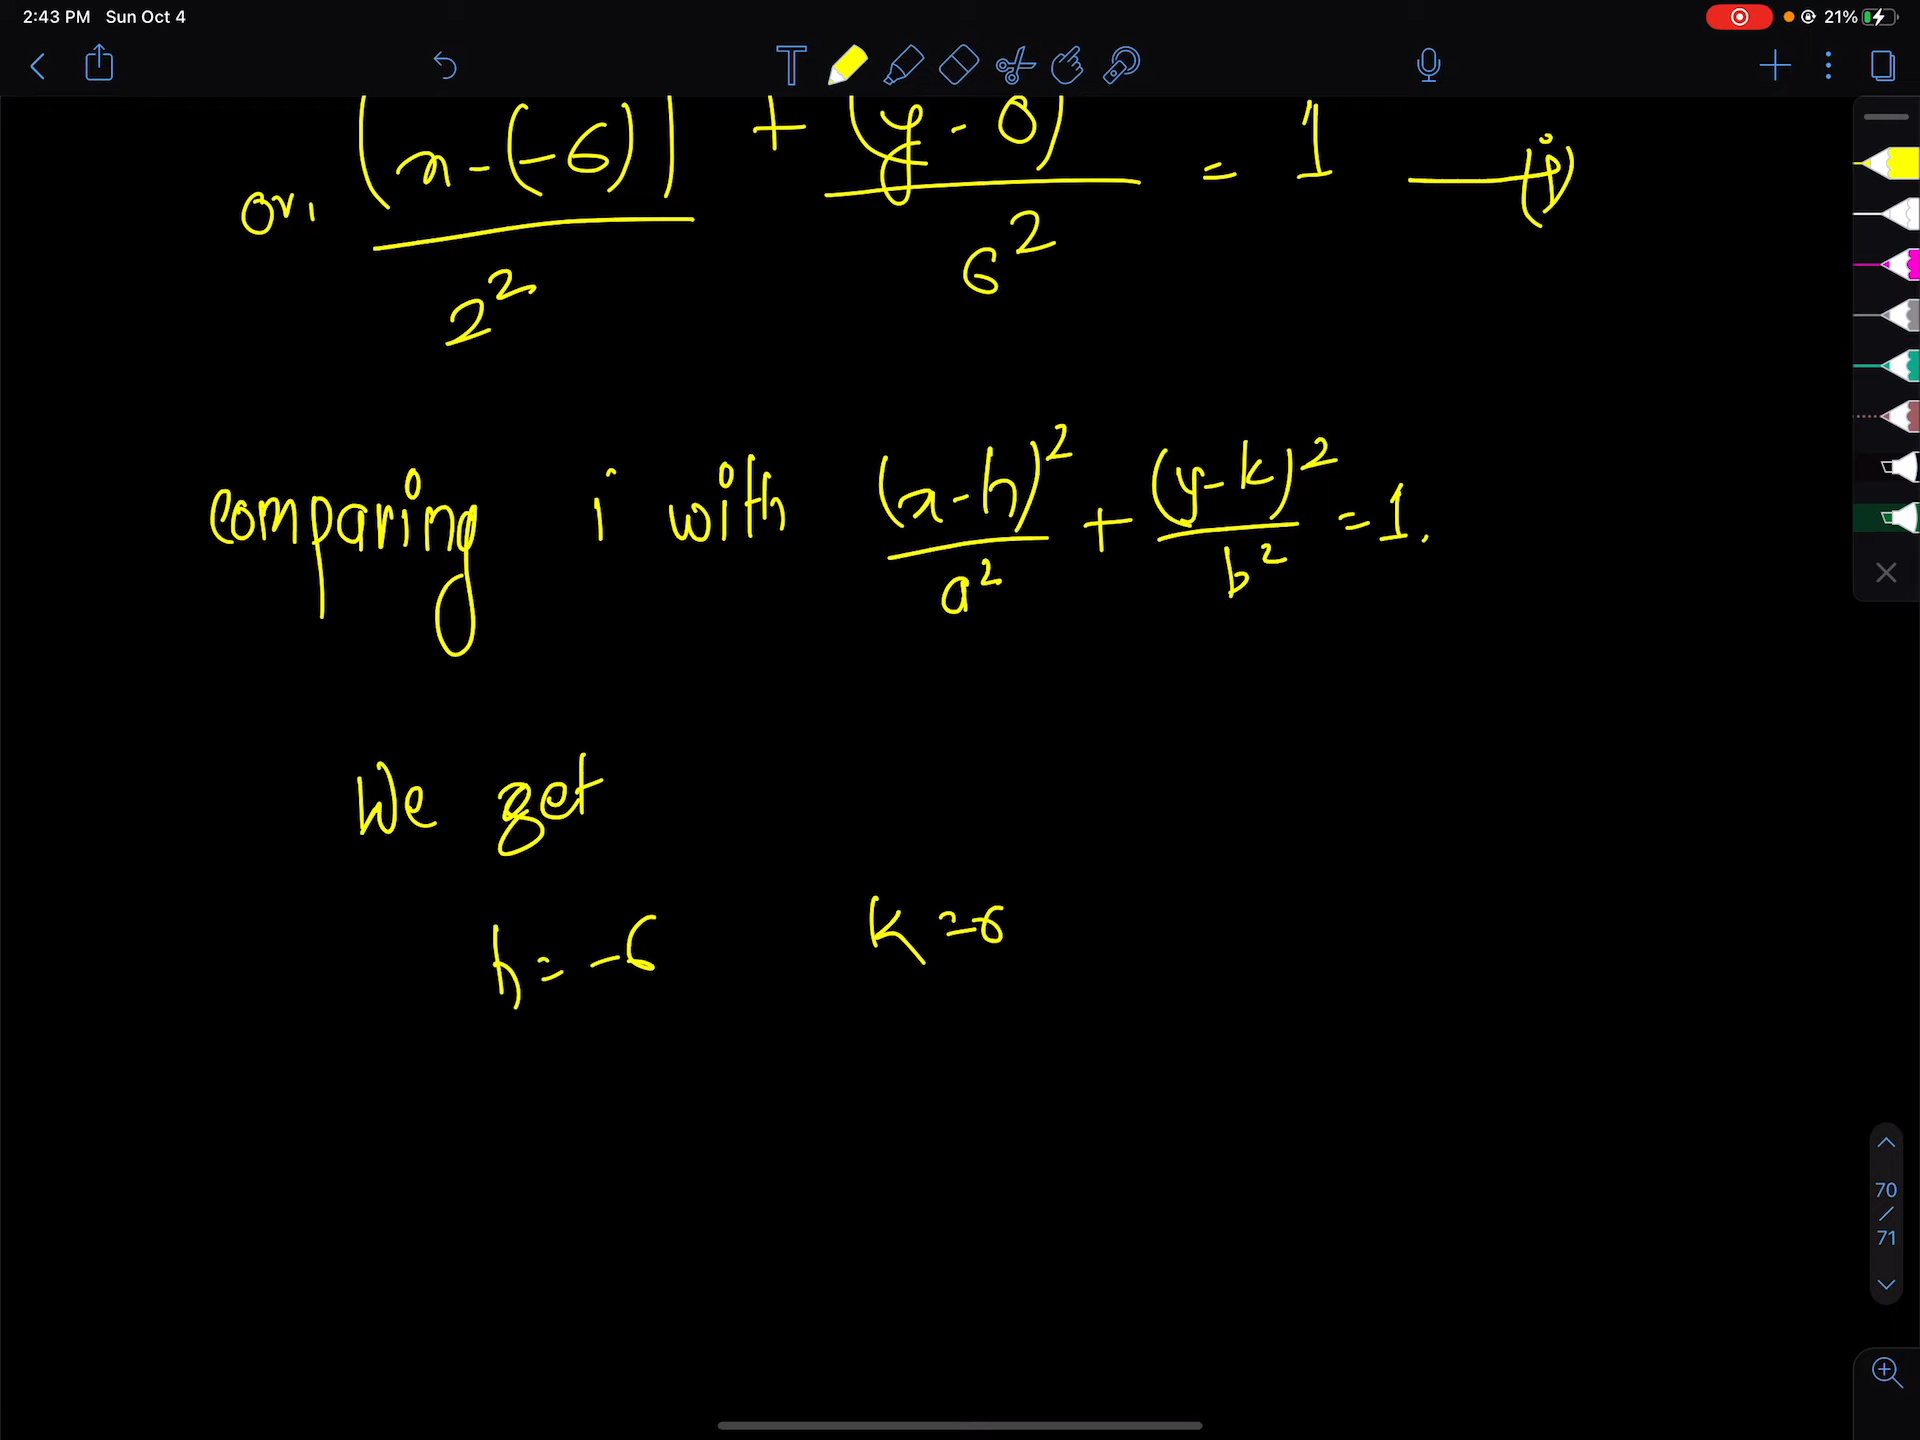 2:43 PM Sun Oct 4
21%
T
or, (x-(-6)) / 2² + (y-0) / 6² = 1 —(i)
comparing i with (x-h)² / a² + (y-k)² / b² = 1.
We get
h = -6 k = 0
70
/
71